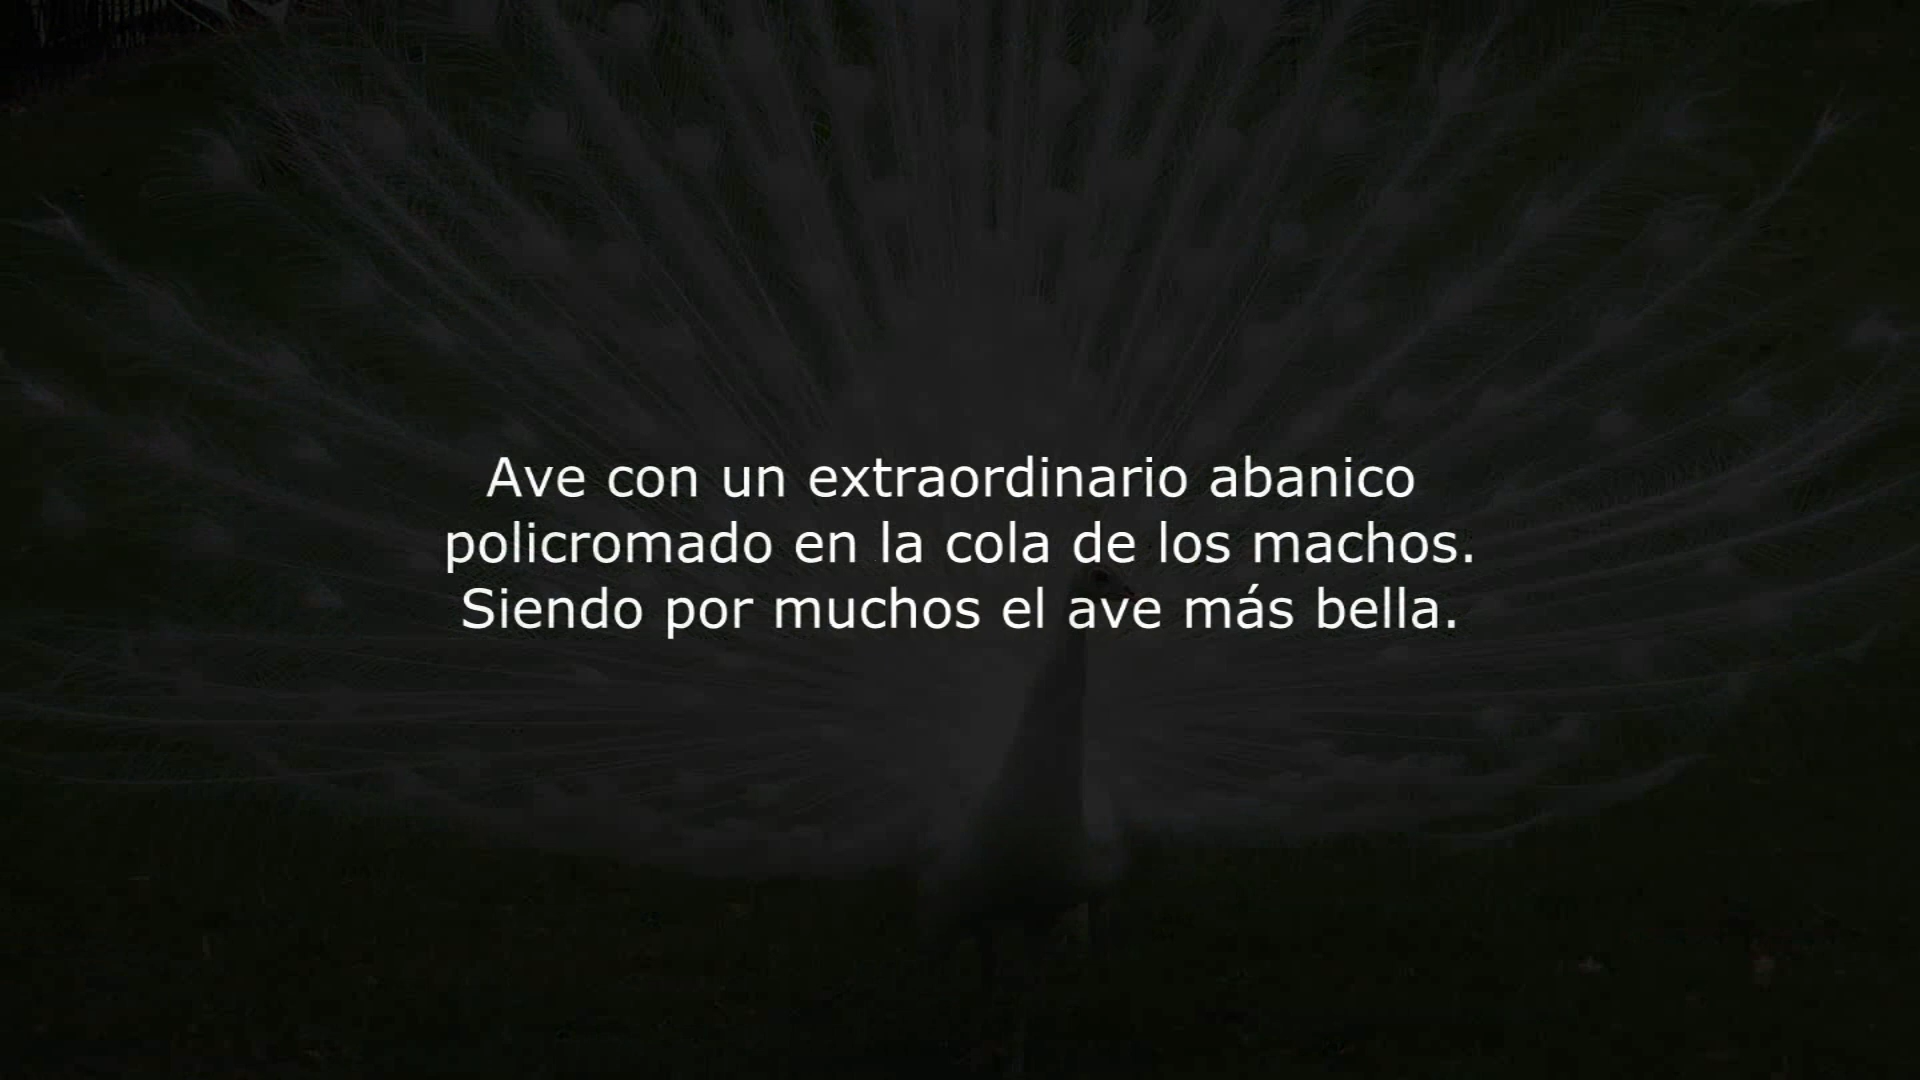 Ave con un extraordinario abanico
policromado en la cola de los machos.
Siendo por muchos el ave más bella.